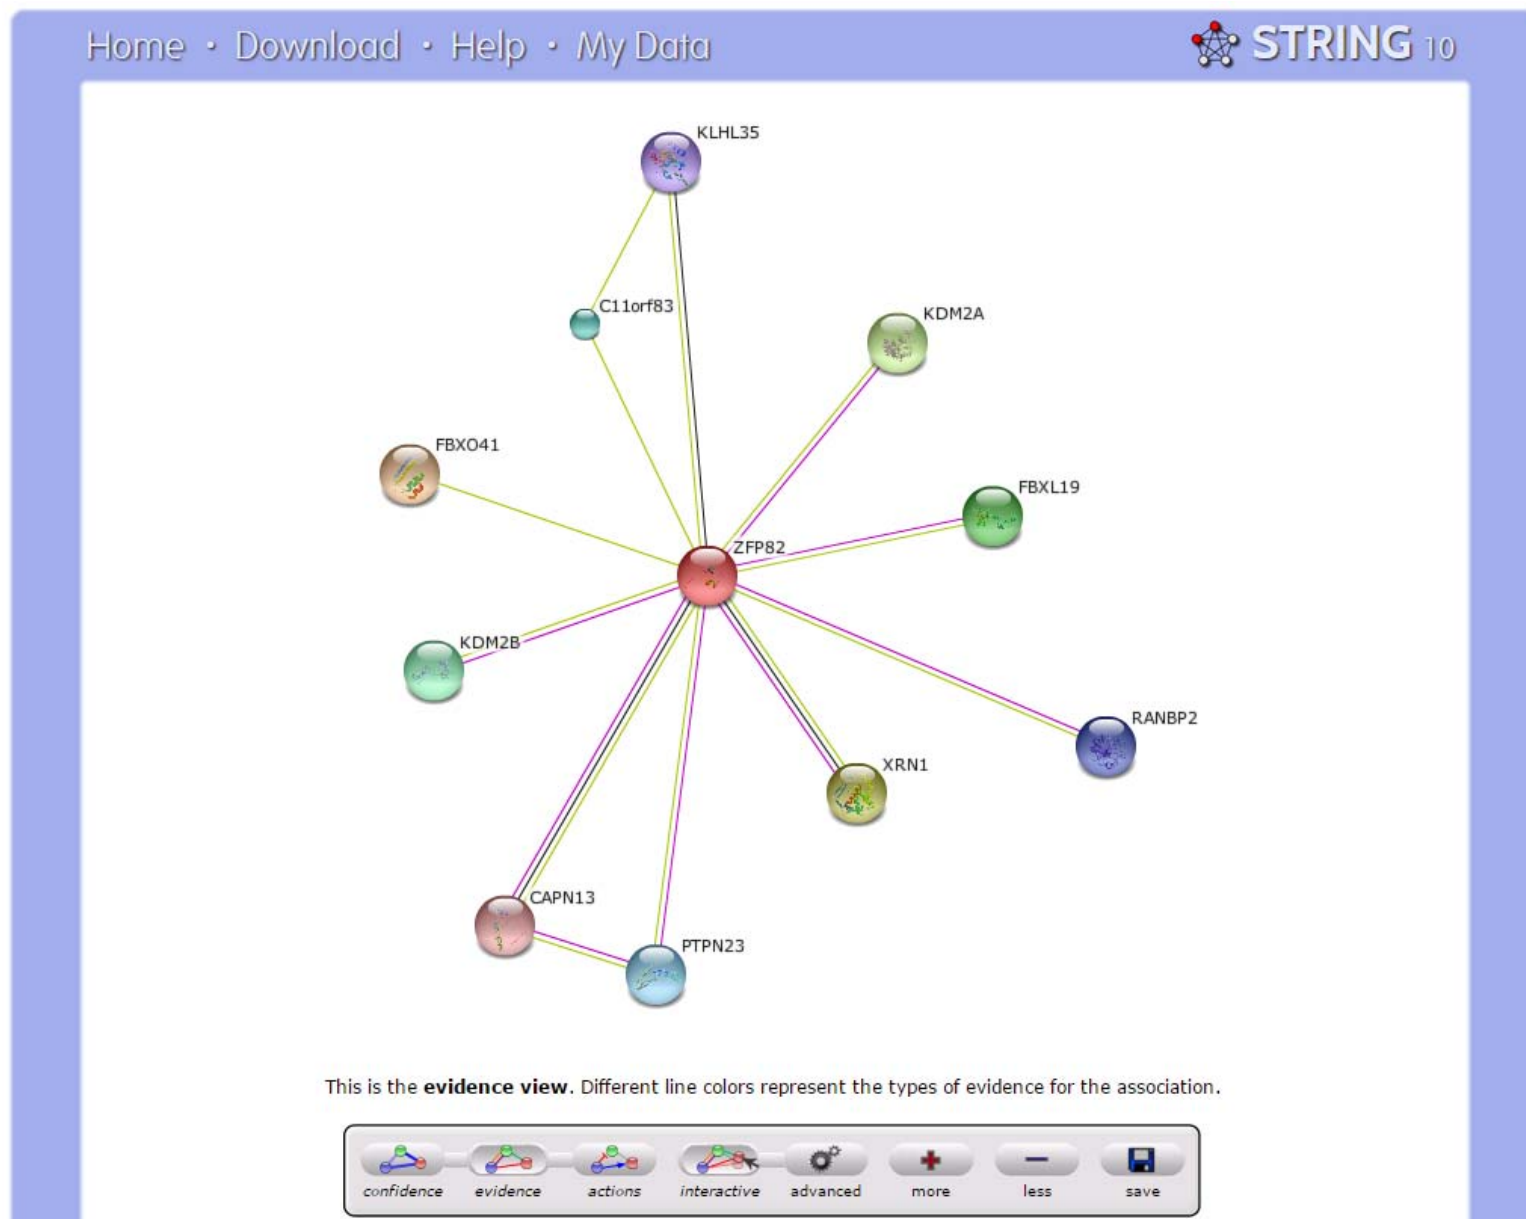 Home · Download · Help · My Data
STRING 10
KLHL35
C11orf83
KDM2A
FBXO41
FBXL19
ZFP82
KDM2B
RANBP2
XRN1
CAPN13
PTPN23
This is the evidence view. Different line colors represent the types of evidence for the association.
confidence evidence actions interactive advanced more less save